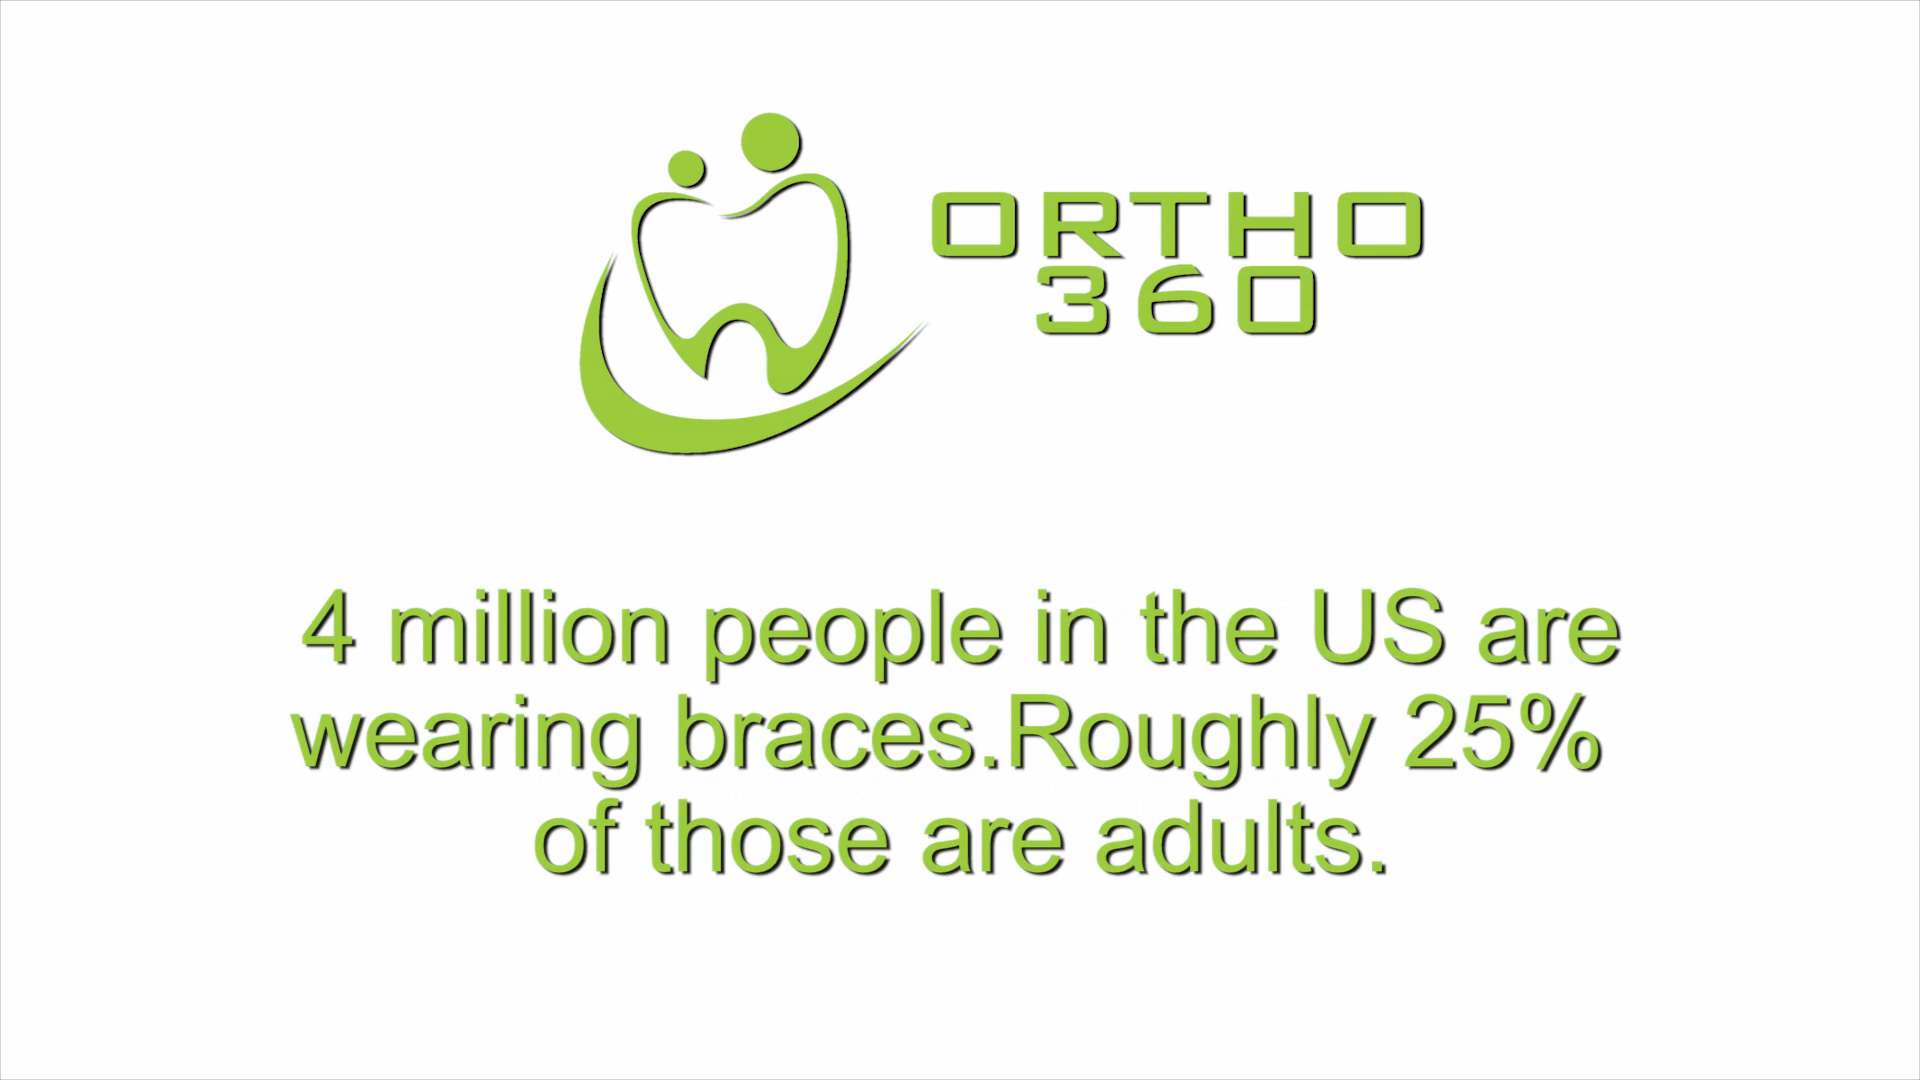 ORTHO
360
4 million people in the US are
wearing braces.Roughly 25%
of those are adults.